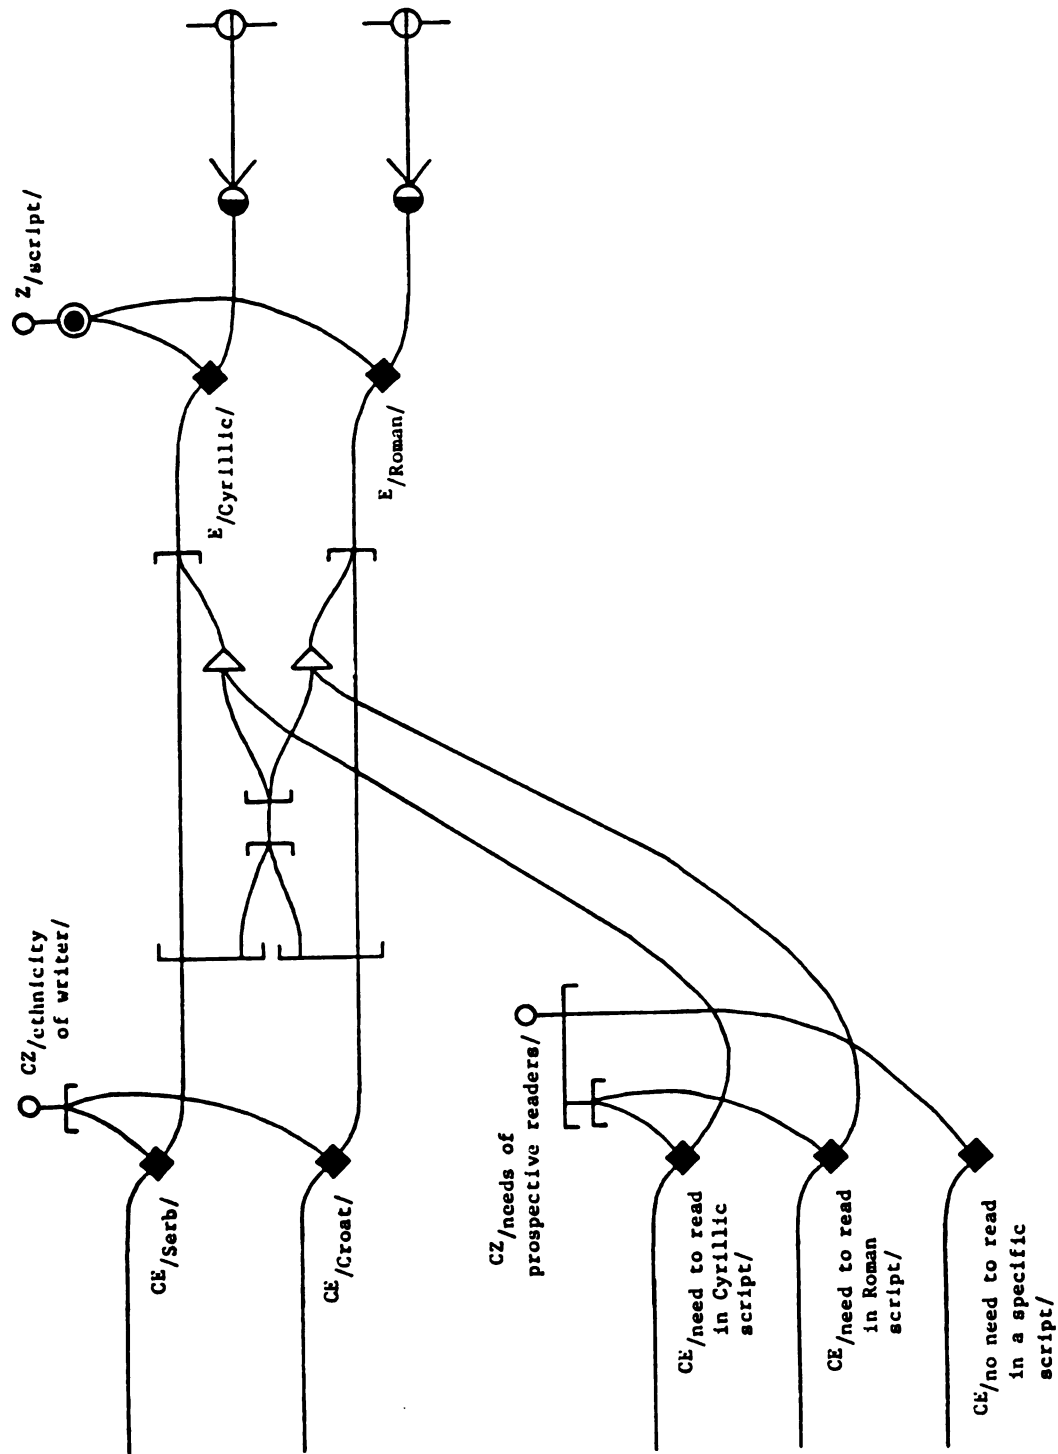 CZ/ethnicity
of writer/
Z/script/
CE/Serb/
E/Cyrillic/
CE/Croat/
E/Roman/
CZ/needs of
prospective readers/
CE/need to read
in Cyrillic
script/
CE/need to read
in Roman
script/
CE/no need to read
in a specific
script/